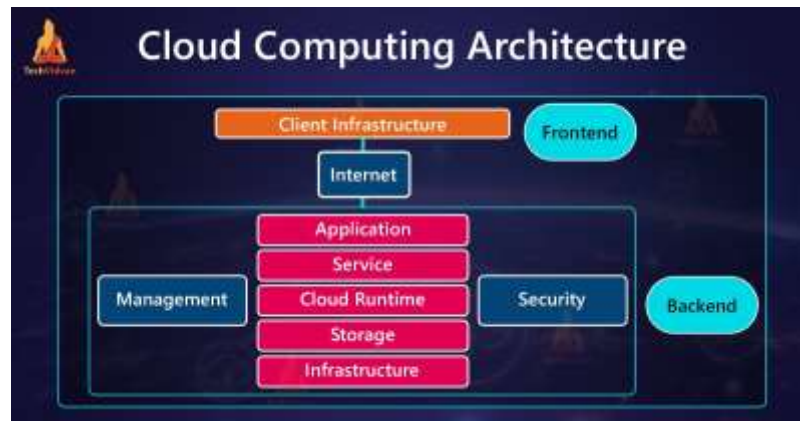 Cloud Computing Architecture
Client Infrastructure
Frontend
Internet
Application
Service
Management
Cloud Runtime
Security
Backend
Storage
Infrastructure